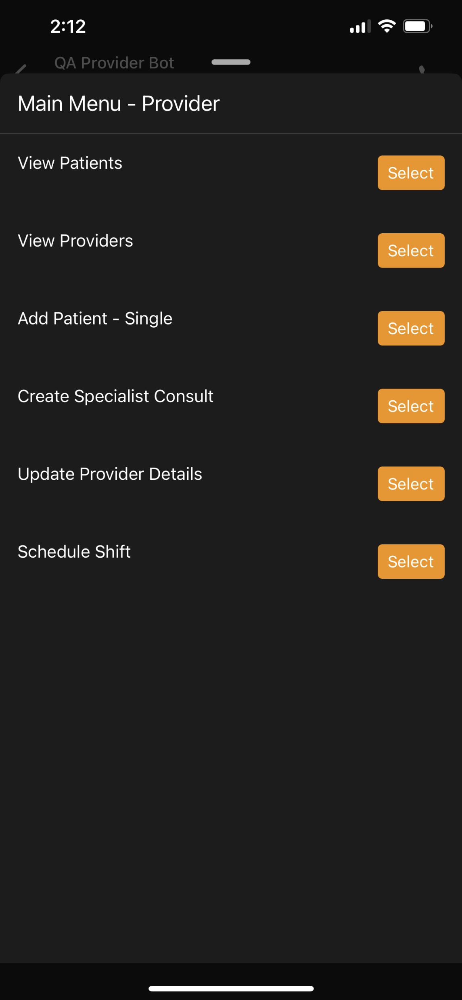 2:12
QA Provider Bot
Main Menu - Provider
View Patients
Select
View Providers
Select
Add Patient - Single
Select
Create Specialist Consult
Select
Update Provider Details
Select
Schedule Shift
Select